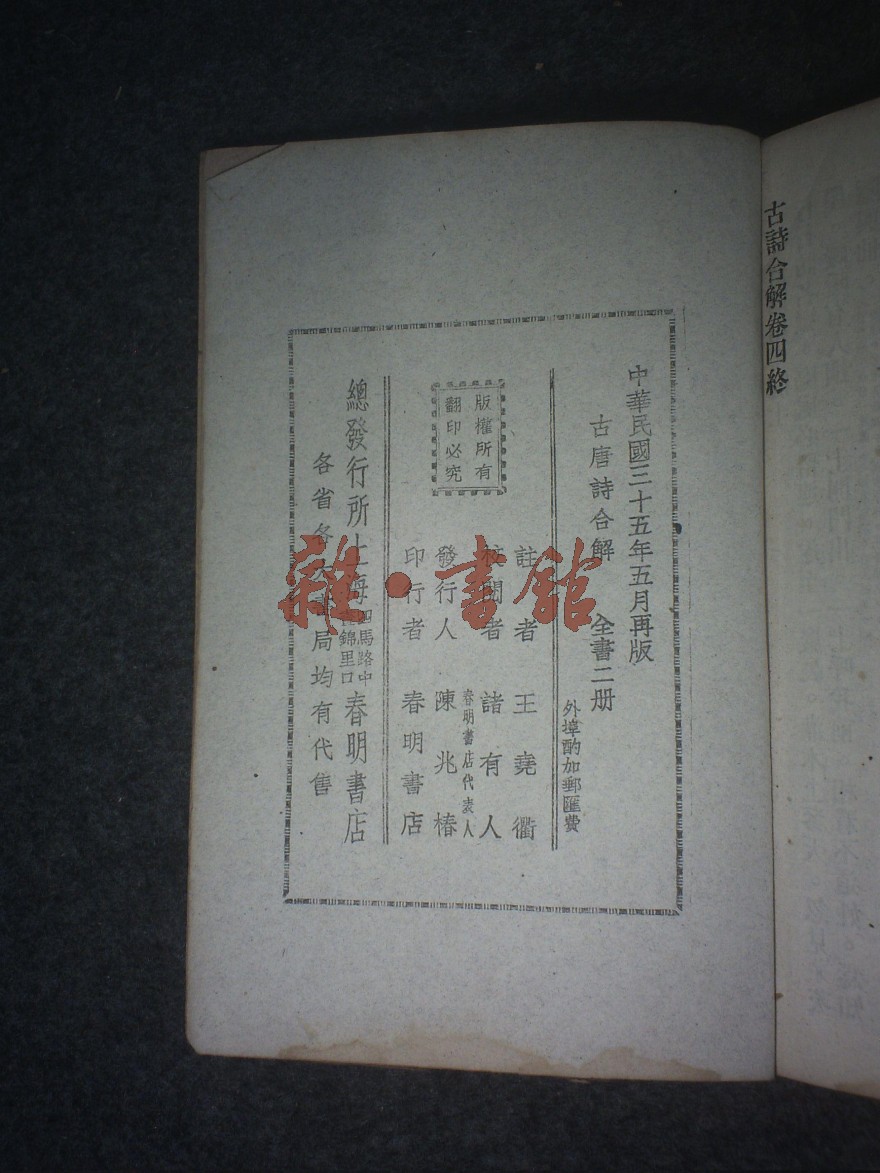 古詩合解卷四終
中華民國三十五年五月再版
古唐詩合解 全書二册
外埠酌加郵匯費
版權所有
翻印必究
註者 王堯衢
校閱者 諸有人
春明書店代表人
發行人 陳兆椿
印行者 春明書店
總發行所上海
四馬路中
錦里口
春明書店
各省各 局均有代售
雜·書館